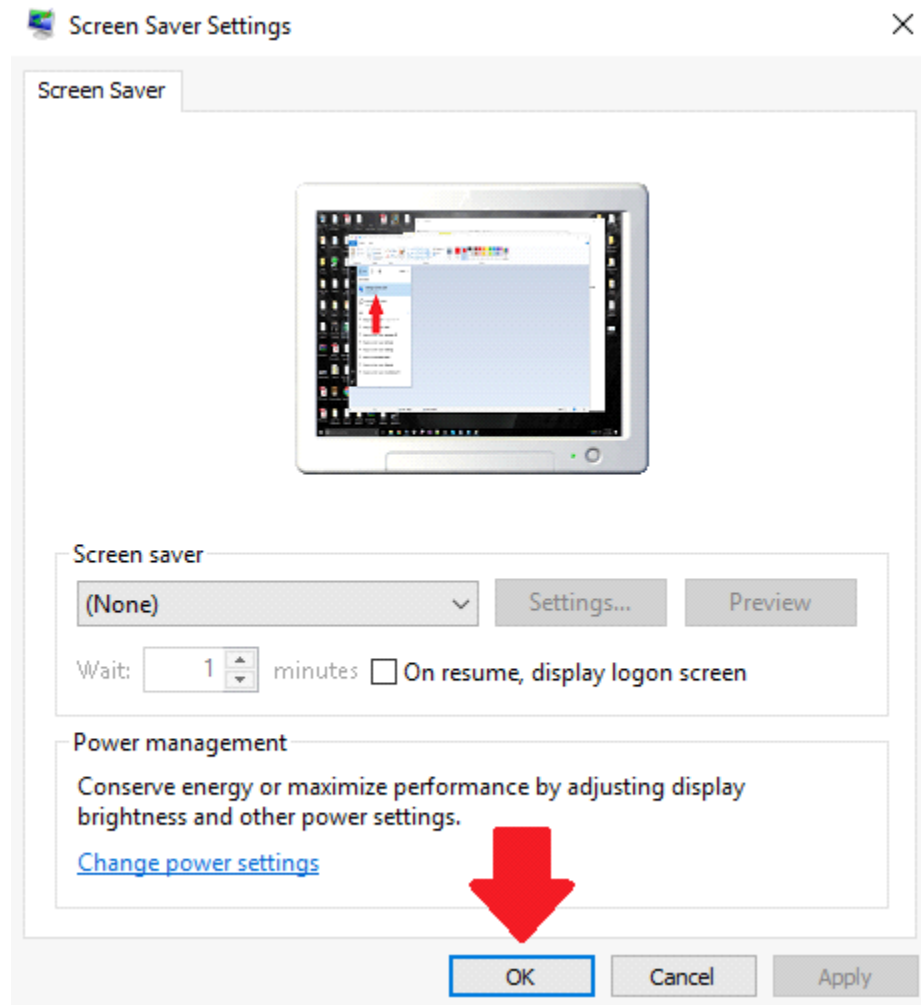 Screen Saver Settings
Screen Saver
Screen saver
(None)
Settings...
Preview
Wait: 1 minutes On resume, display logon screen
Power management
Conserve energy or maximize performance by adjusting display
brightness and other power settings.
Change power settings
OK Cancel Apply